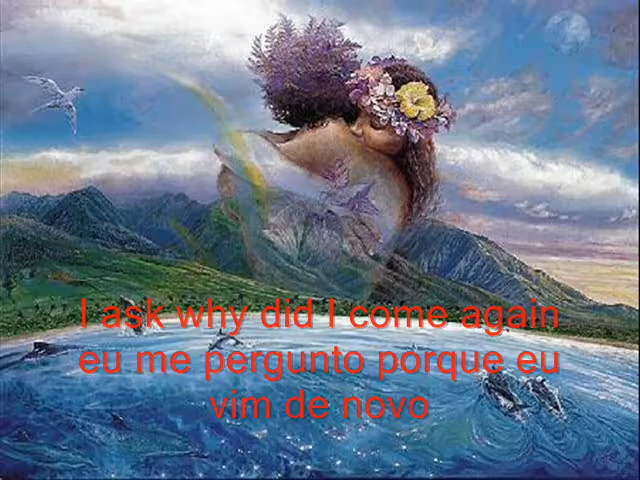 I ask why did I come again
eu me pergunto porque eu
vim de novo